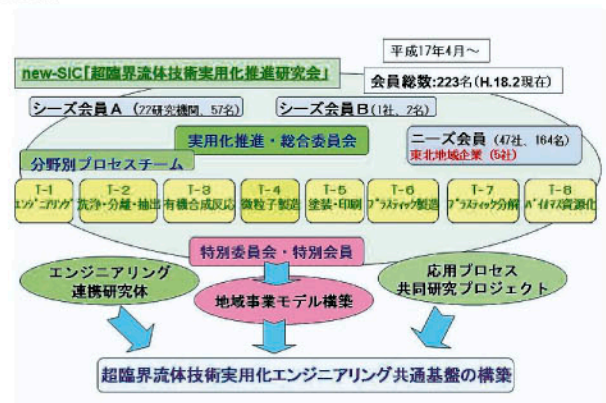 平成17年4月～
new-SIC「超臨界流体技術実用化推進研究会」
会員総数:223名(H.18.2現在)
シーズ会員A (22研究機関、57名)
シーズ会員B(1社、2名)
実用化推進・総合委員会
ニーズ会員 (47社、164名)
東北地域企業 (5社)
分野別プロセスチーム
T-1
エンジニアリング
T-2
洗浄・分離・抽出
T-3
有機合成反応
T-4
微粒子製造
T-5
塗装・印刷
T-6
プラスティック製造
T-7
プラスティック分解
T-8
バイオマス資源化
特別委員会・特別会員
エンジニアリング
連携研究体
地域事業モデル構築
応用プロセス
共同研究プロジェクト
超臨界流体技術実用化エンジニアリング共通基盤の構築